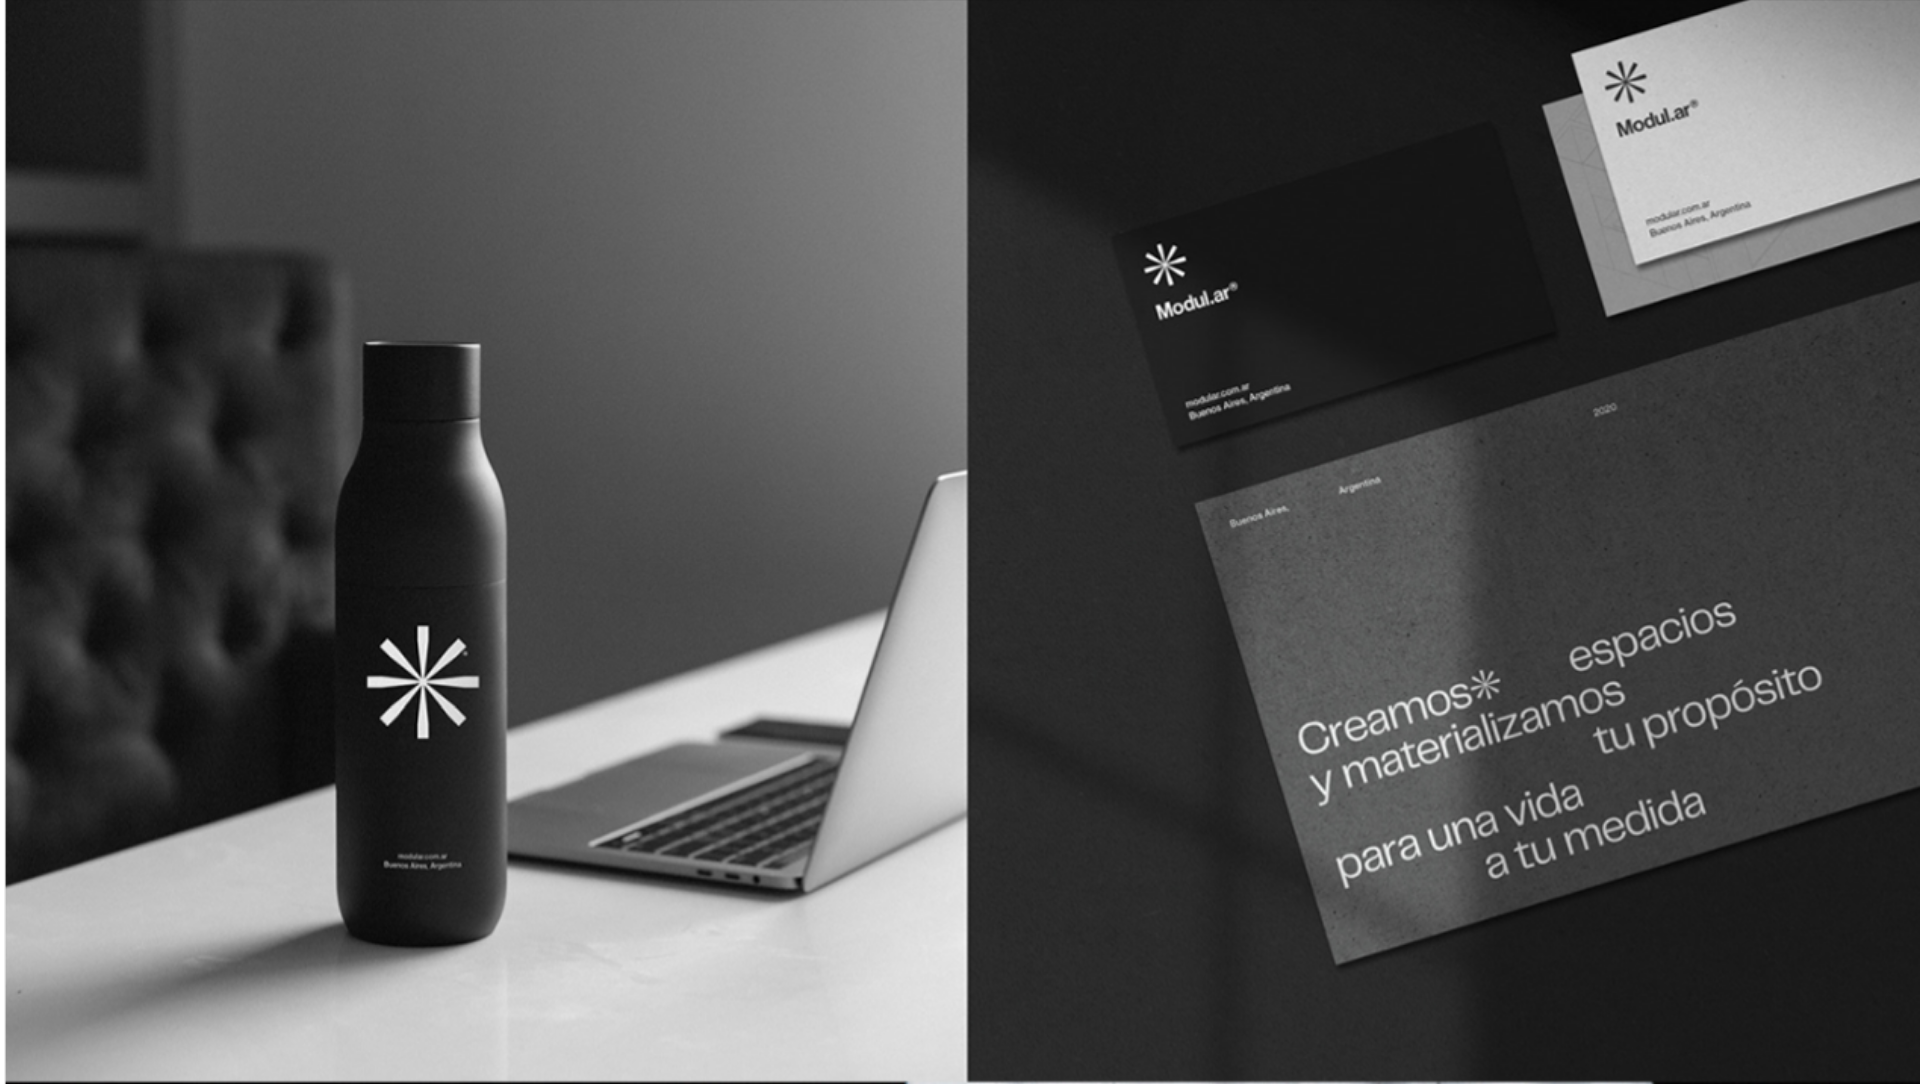 modular.com.ar
Buenos Aires, Argentina
Modul.ar®
modular.com.ar
Buenos Aires, Argentina
Modul.ar®
modular.com.ar
Buenos Aires, Argentina
Buenos Aires, Argentina 2020
Creamos* espacios
y materializamos
tu propósito
para una vida
a tu medida